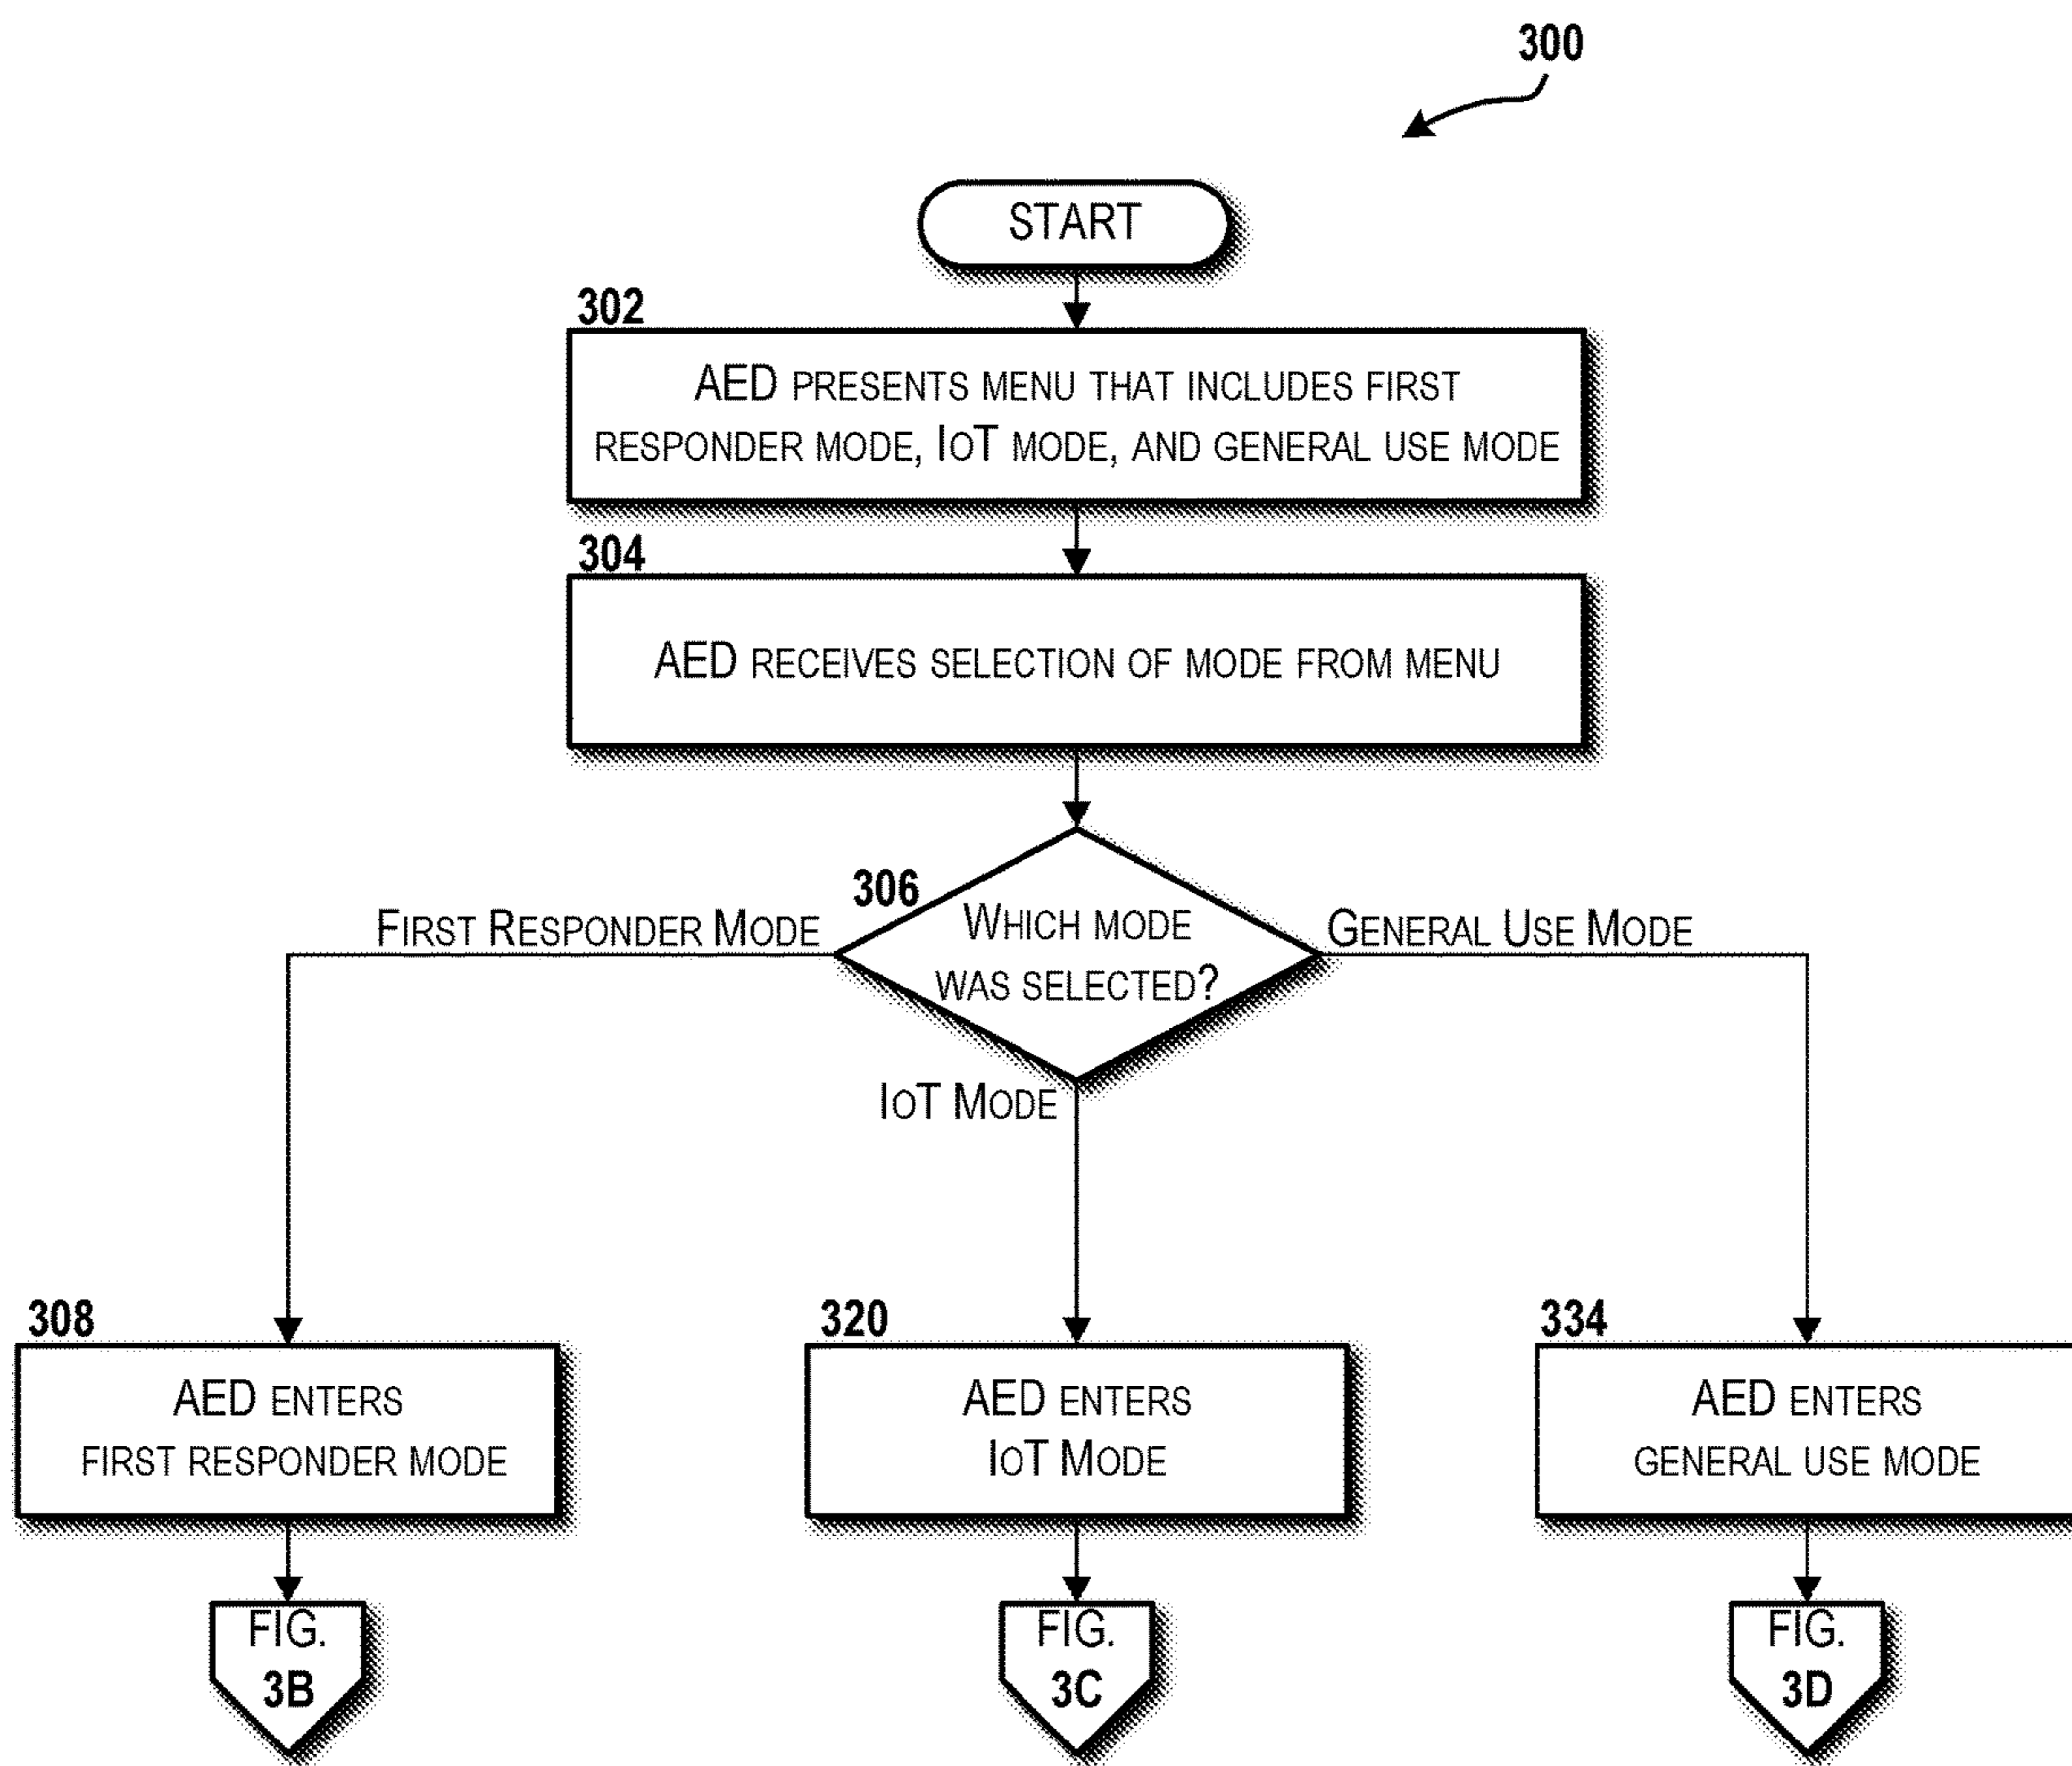 300
START
302
AED PRESENTS MENU THAT INCLUDES FIRST
RESPONDER MODE, IOT MODE, AND GENERAL USE MODE
304
AED RECEIVES SELECTION OF MODE FROM MENU
306
WHICH MODE
WAS SELECTED?
FIRST RESPONDER MODE
GENERAL USE MODE
IOT MODE
308
AED ENTERS
FIRST RESPONDER MODE
320
AED ENTERS
IOT MODE
334
AED ENTERS
GENERAL USE MODE
FIG.
3B
FIG.
3C
FIG.
3D